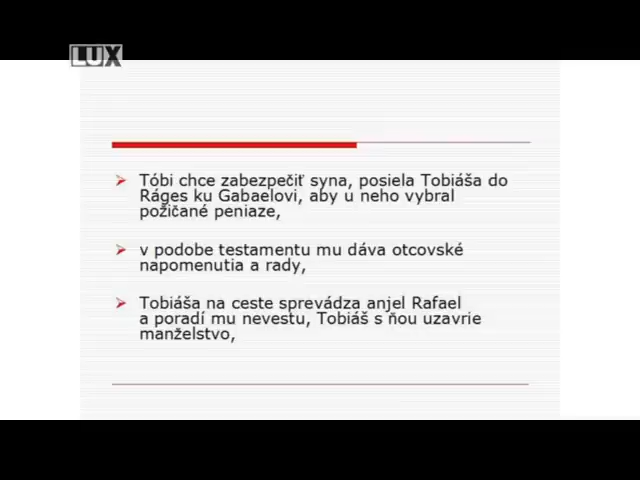 LUX
Tóbi chce zabezpečiť syna, posiela Tobiáša do
Ráges ku Gabaelovi, aby u neho vybral
požičané peniaze,
v podobe testamentu mu dáva otcovské
napomenutia a rady,
Tobiáša na ceste sprevádza anjel Rafael
a poradí mu nevestu, Tobiáš s ňou uzavrie
manželstvo,